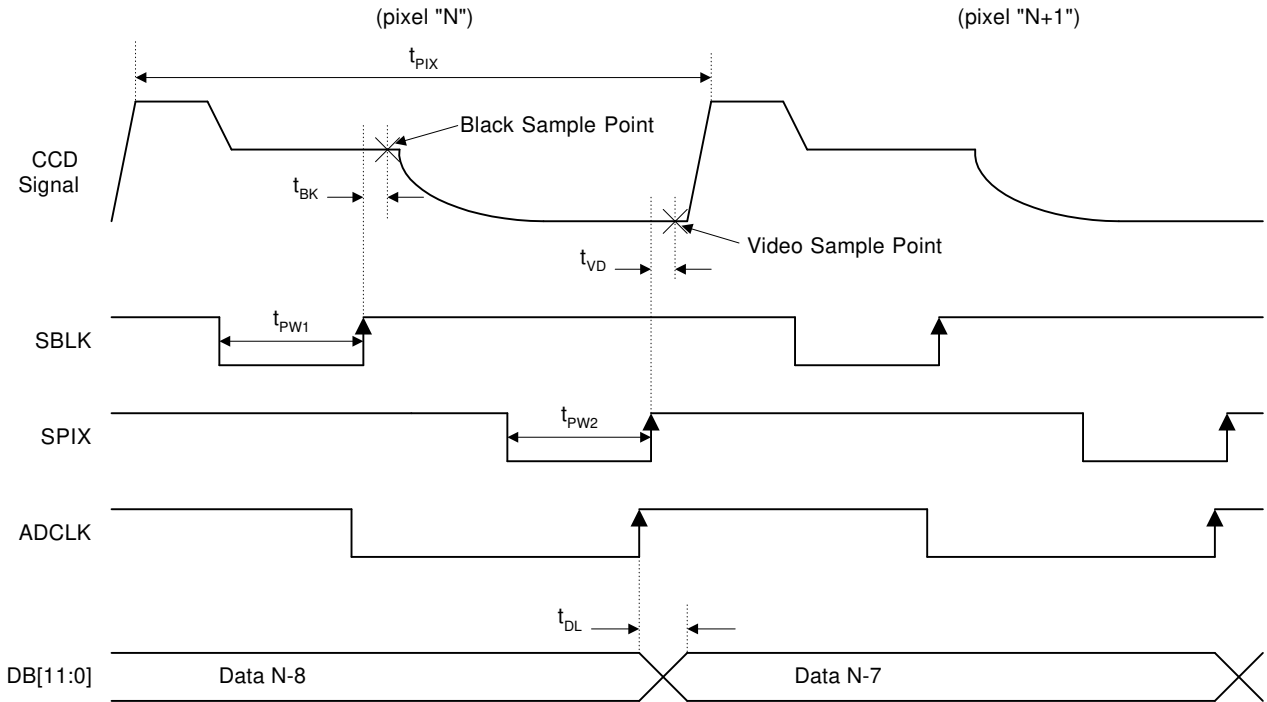 (pixel "N")
(pixel "N+1")
tPIX
Black Sample Point
CCD
Signal
tBK
Video Sample Point
tVD
tPW1
SBLK
tPW2
SPIX
ADCLK
tDL
DB[11:0]
Data N-8
Data N-7